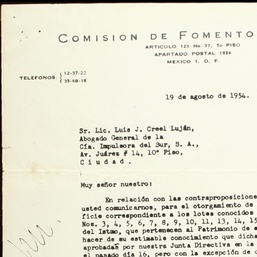 COMISION DE FOMENTO
ARTICULO 123 No. 37, 5o PISO
APARTADO POSTAL 1994
MEXICO 1, D. F.
TELEFONOS: 12-37-22
35-68-18
19 de agosto de 1954.
Sr. Lic. Luis J. Creel Luján,
Abogado General de la
Cía. Impulsora del Sur, S. A.,
Av. Juárez # 14, 10° Piso,
C i u d a d .
Muy señor nuestro:
En relación con las contraproposicione
usted comunicarnos, para el otorgamiento de
ficie correspondiente a los lotes conocidos
Nos. 3, 4, 5, 6, 7, 8, 9, 10, 11, 13, 14, 15
del Istmo, que pertenecen al Patrimonio de e
hacer de su estimable conocimiento que dicha
aprobadas por nuestra Junta Directiva en la
el pasado día 16, pero con la excepción de c